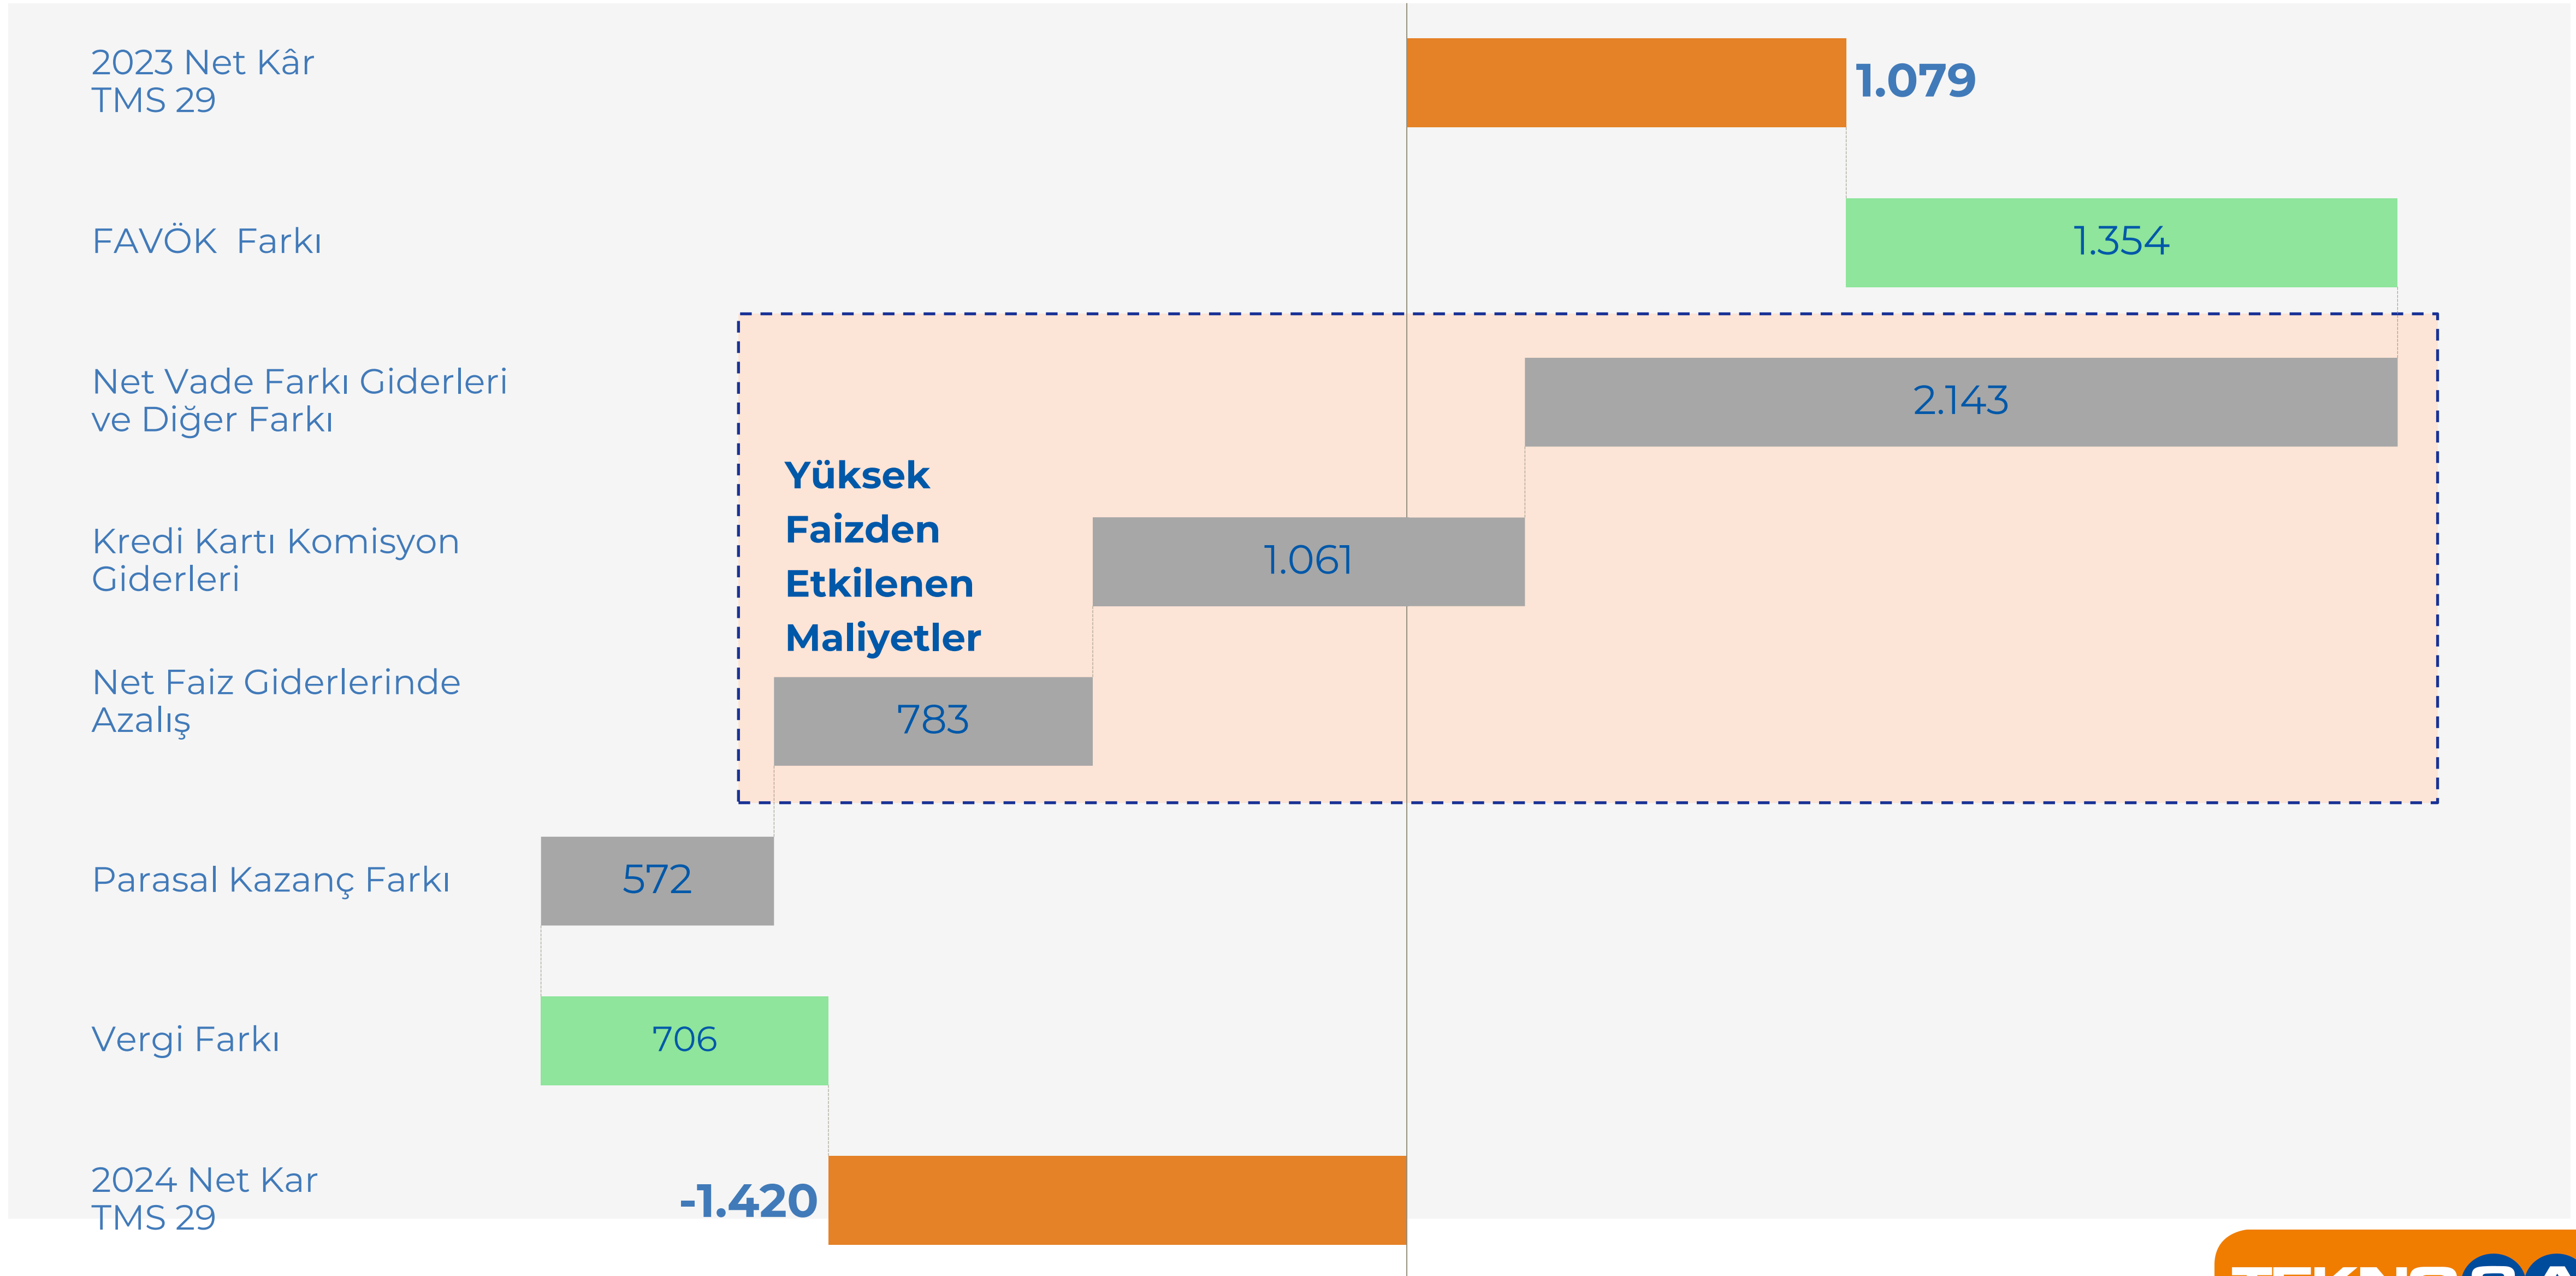 2023 Net Kâr
TMS 29
1.079
FAVÖK Farkı
1.354
Net Vade Farkı Giderleri
ve Diğer Farkı
2.143
Yüksek
Faizden
Etkilenen
Maliyetler
Kredi Kartı Komisyon
Giderleri
1.061
Net Faiz Giderlerinde
Azalış
783
Parasal Kazanç Farkı
572
Vergi Farkı
706
2024 Net Kar
TMS 29
-1.420